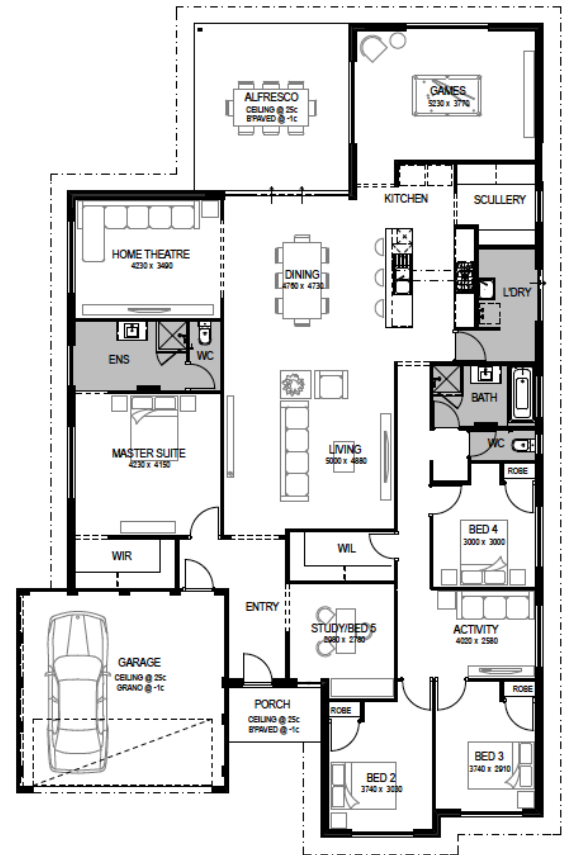 ALFRESCO
CEILING @ 25c
B'PAVED @ -1c
GAMES
5230 x 3770
KITCHEN
SCULLERY
HOME THEATRE
4230 x 3490
DINING
4760 x 4730
L'DRY
ENS
WC
BATH
WC
MASTER SUITE
4230 x 4150
LIVING
5000 x 4880
ROBE
BED 4
3000 x 3000
WIR
WIL
ENTRY
STUDY/BED 5
2980 x 2780
ACTIVITY
4020 x 2580
GARAGE
CEILING @ 25c
GRANO @ -1c
PORCH
CEILING @ 25c
B'PAVED @ -1c
ROBE
ROBE
BED 2
3740 x 3030
BED 3
3740 x 2910